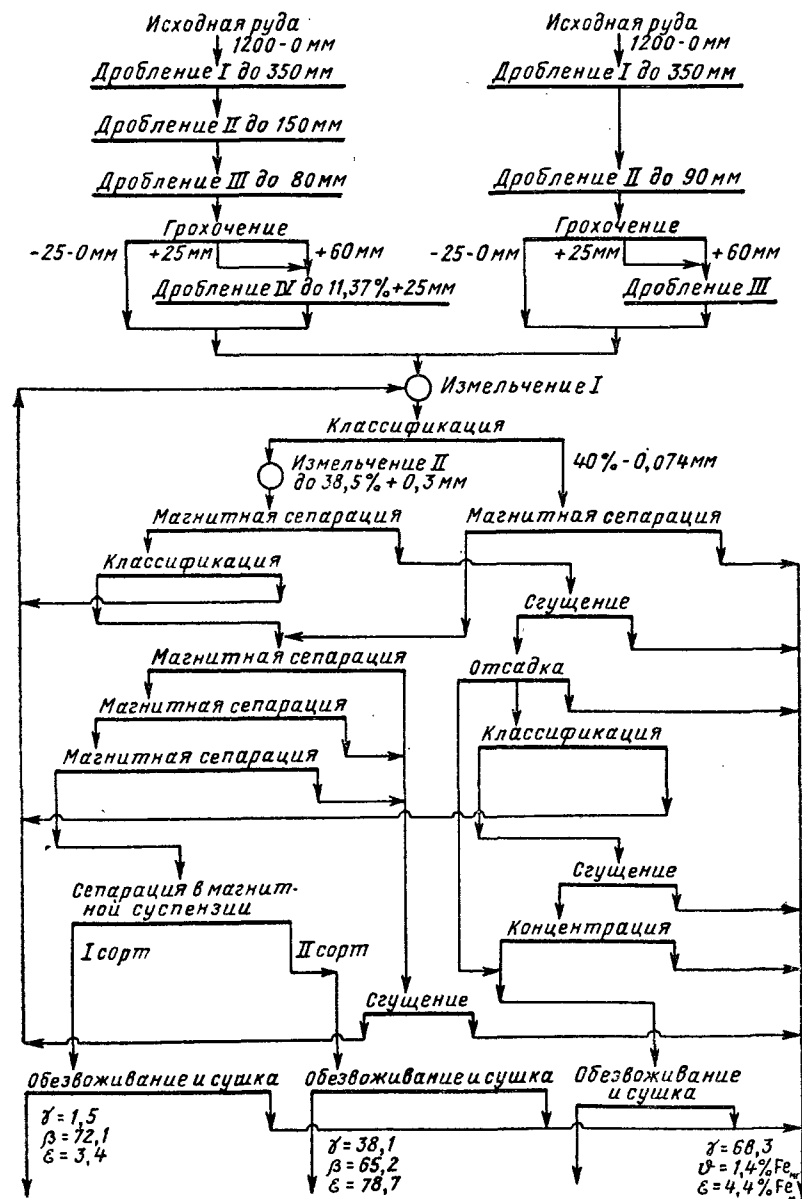 Исходная руда
1200-0 мм
Дробление I до 350 мм
Дробление II до 150 мм
Дробление III до 80 мм
Грохочение
-25-0 мм
+25 мм
+60 мм
Дробление IV до 11,37% +25 мм
Исходная руда
1200-0 мм
Дробление I до 350 мм
Дробление II до 90 мм
Грохочение
-25-0 мм
+25 мм
+60 мм
Дробление III
Измельчение I
Классификация
Измельчение II
до 38,5% + 0,3 мм
40% - 0,074 мм
Магнитная сепарация
Магнитная сепарация
Классификация
Сгущение
Магнитная сепарация
Отсадка
Магнитная сепарация
Классификация
Магнитная сепарация
Сгущение
Сепарация в магнит-
ной суспензии
Концентрация
I сорт
II сорт
Сгущение
Обезвоживание и сушка
γ = 1,5
β = 72,1
ε = 3,4
Обезвоживание и сушка
γ = 38,1
β = 65,2
ε = 78,7
Обезвоживание
и сушка
γ = 68,3
ϑ = 1,4% Fe
ε = 4,4% Fe